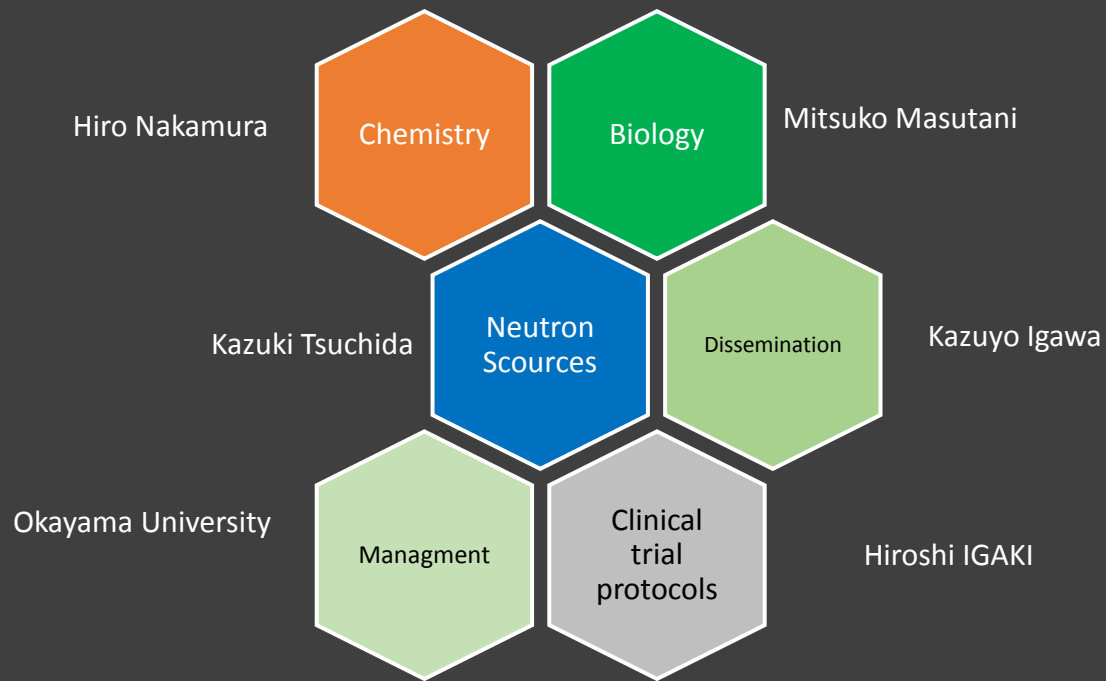 Hiro Nakamura
Chemistry
Biology
Mitsuko Masutani
Kazuki Tsuchida
Neutron
Scources
Dissemination
Kazuyo Igawa
Okayama University
Managment
Clinical
trial
protocols
Hiroshi IGAKI